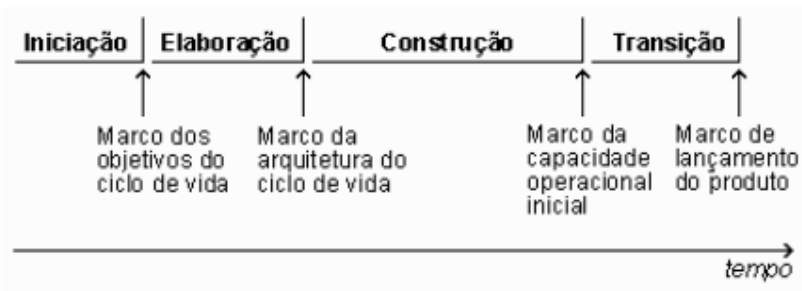 Iniciação Elaboração Construção Transição
Marco dos
objetivos do
ciclo de vida
Marco da
arquitetura do
ciclo de vida
Marco da
capacidade
operacional
inicial
Marco de
lançamento
do produto
tempo